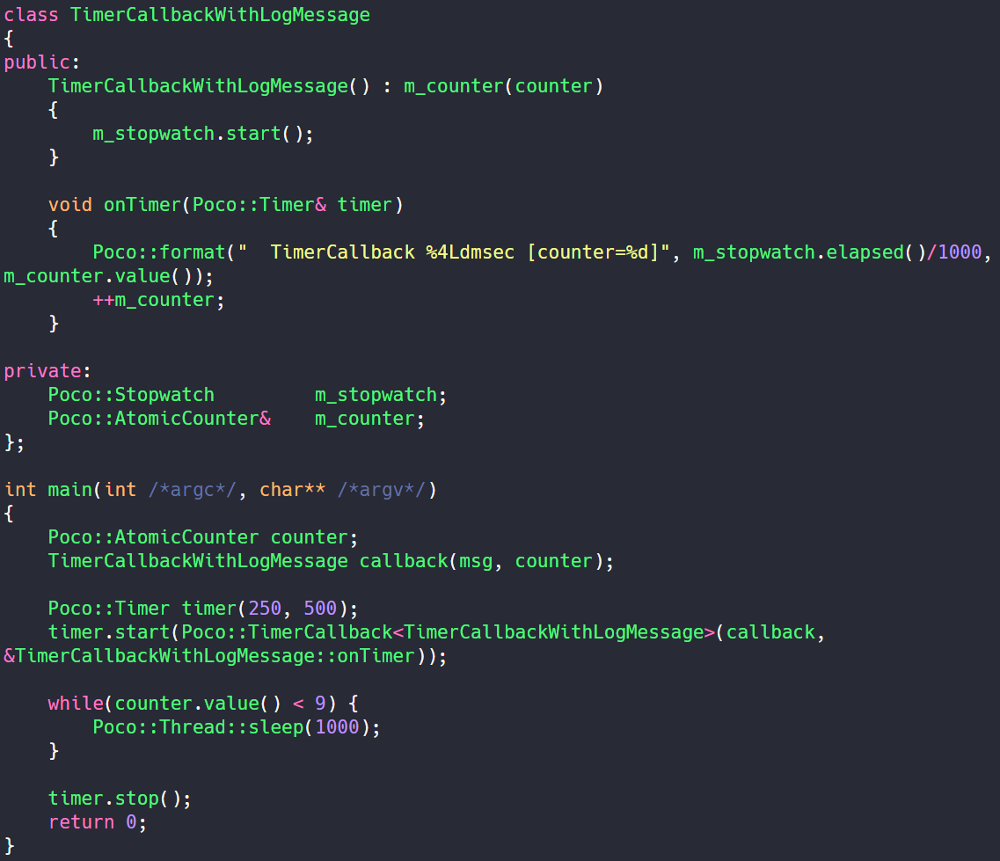 class TimerCallbackWithLogMessage
{
public:
    TimerCallbackWithLogMessage() : m_counter(counter)
    {
        m_stopwatch.start();
    }

    void onTimer(Poco::Timer& timer)
    {
        Poco::format("  TimerCallback %4Ldmsec [counter=%d]", m_stopwatch.elapsed()/1000,
m_counter.value());
        ++m_counter;
    }

private:
    Poco::Stopwatch         m_stopwatch;
    Poco::AtomicCounter&    m_counter;
};

int main(int /*argc*/, char** /*argv*/)
{
    Poco::AtomicCounter counter;
    TimerCallbackWithLogMessage callback(msg, counter);

    Poco::Timer timer(250, 500);
    timer.start(Poco::TimerCallback<TimerCallbackWithLogMessage>(callback,
&TimerCallbackWithLogMessage::onTimer));

    while(counter.value() < 9) {
        Poco::Thread::sleep(1000);
    }

    timer.stop();
    return 0;
}